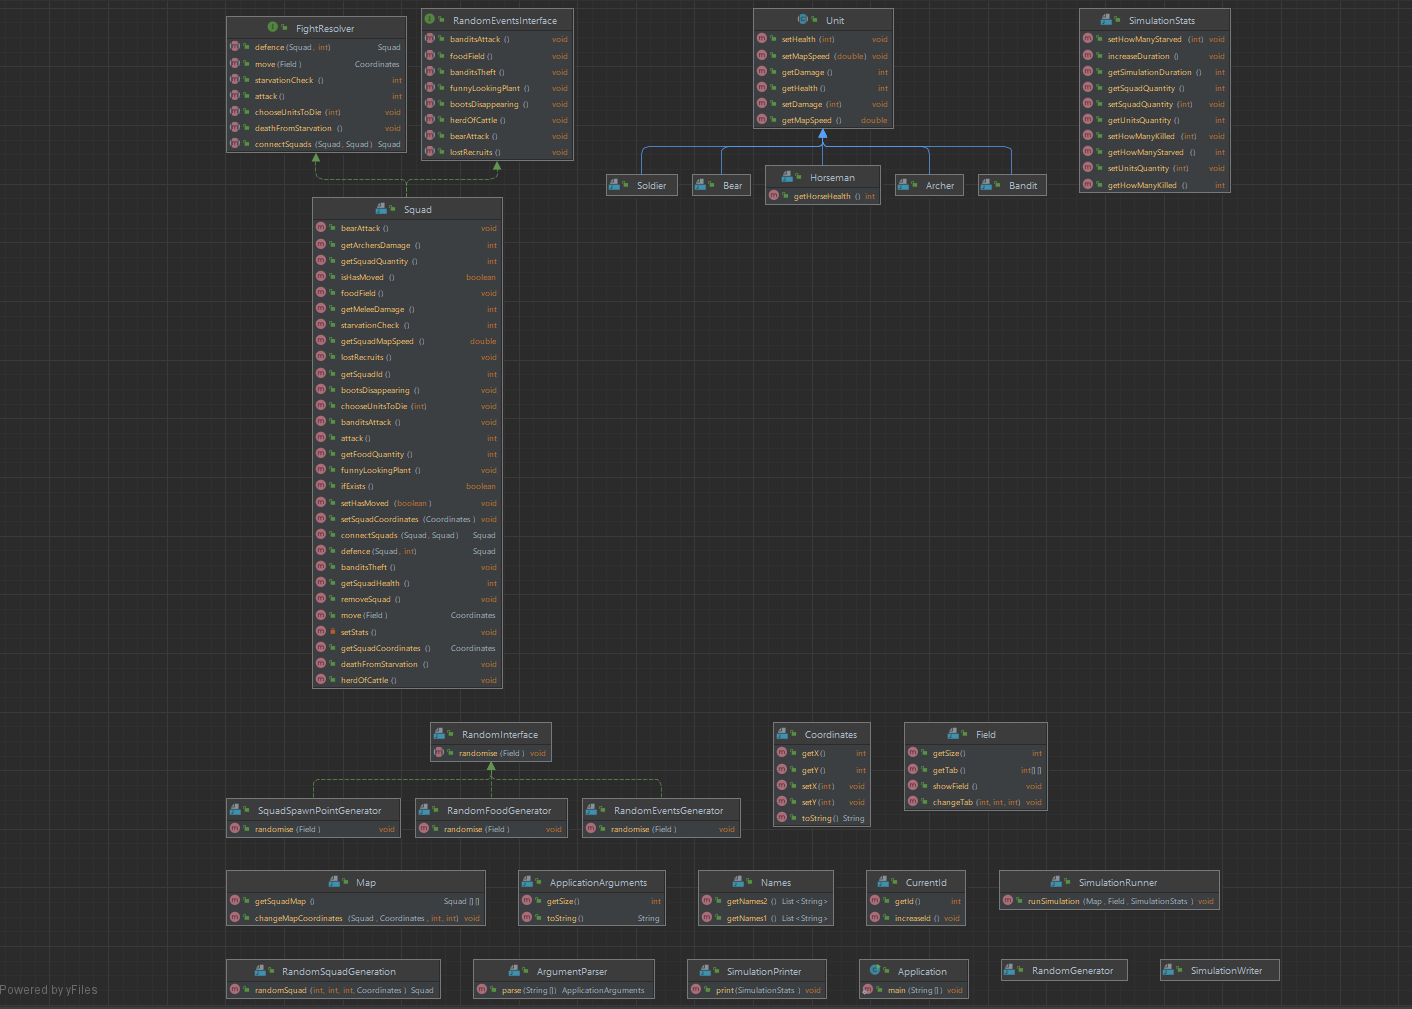 FightResolver
defence (Squad, int) Squad
move (Field) Coordinates
starvationCheck () int
attack () int
chooseUnitsToDie (int) void
deathFromStarvation () void
connectSquads (Squad, Squad) Squad
RandomEventsInterface
banditsAttack () void
foodField () void
banditsTheft () void
funnyLookingPlant () void
bootsDisappearing () void
herdOfCattle () void
bearAttack () void
lostRecruits () void
Unit
setHealth (int) void
setMapSpeed (double) void
getDamage () int
getHealth () int
setDamage (int) void
getMapSpeed () double
SimulationStats
setHowManyStarved (int) void
increaseDuration () void
getSimulationDuration () int
getSquadQuantity () int
setSquadQuantity (int) void
getUnitsQuantity () int
setHowManyKilled (int) void
getHowManyStarved () int
setUnitsQuantity (int) void
getHowManyKilled () int
Soldier
Bear
Horseman
getHorseHealth () int
Archer
Bandit
Squad
bearAttack () void
getArchersDamage () int
getSquadQuantity () int
isHasMoved () boolean
foodField () void
getMeleeDamage () int
starvationCheck () int
getSquadMapSpeed () double
lostRecruits () void
getSquadId () int
bootsDisappearing () void
chooseUnitsToDie (int) void
banditsAttack () void
attack () int
getFoodQuantity () int
funnyLookingPlant () void
ifExists () boolean
setHasMoved (boolean) void
setSquadCoordinates (Coordinates) void
connectSquads (Squad, Squad) Squad
defence (Squad, int) Squad
banditsTheft () void
getSquadHealth () int
removeSquad () void
move (Field) Coordinates
setStats () void
getSquadCoordinates () Coordinates
deathFromStarvation () void
herdOfCattle () void
RandomInterface
randomise (Field) void
SquadSpawnPointGenerator
randomise (Field) void
RandomFoodGenerator
randomise (Field) void
RandomEventsGenerator
randomise (Field) void
Coordinates
getX () int
getY () int
setX (int) void
setY (int) void
toString () String
Field
getSize () int
getTab () int[][]
showField () void
changeTab (int, int, int) void
Map
getSquadMap () Squad[][]
changeMapCoordinates (Squad, Coordinates, int, int) void
ApplicationArguments
getSize () int
toString () String
Names
getNames2 () List<String>
getNames1 () List<String>
CurrentId
getId () int
increaseId () void
SimulationRunner
runSimulation (Map, Field, SimulationStats) void
RandomSquadGeneration
randomSquad (int, int, int, Coordinates) Squad
ArgumentParser
parse (String[]) ApplicationArguments
SimulationPrinter
print (SimulationStats) void
Application
main (String[]) void
RandomGenerator
SimulationWriter
Powered by yFiles